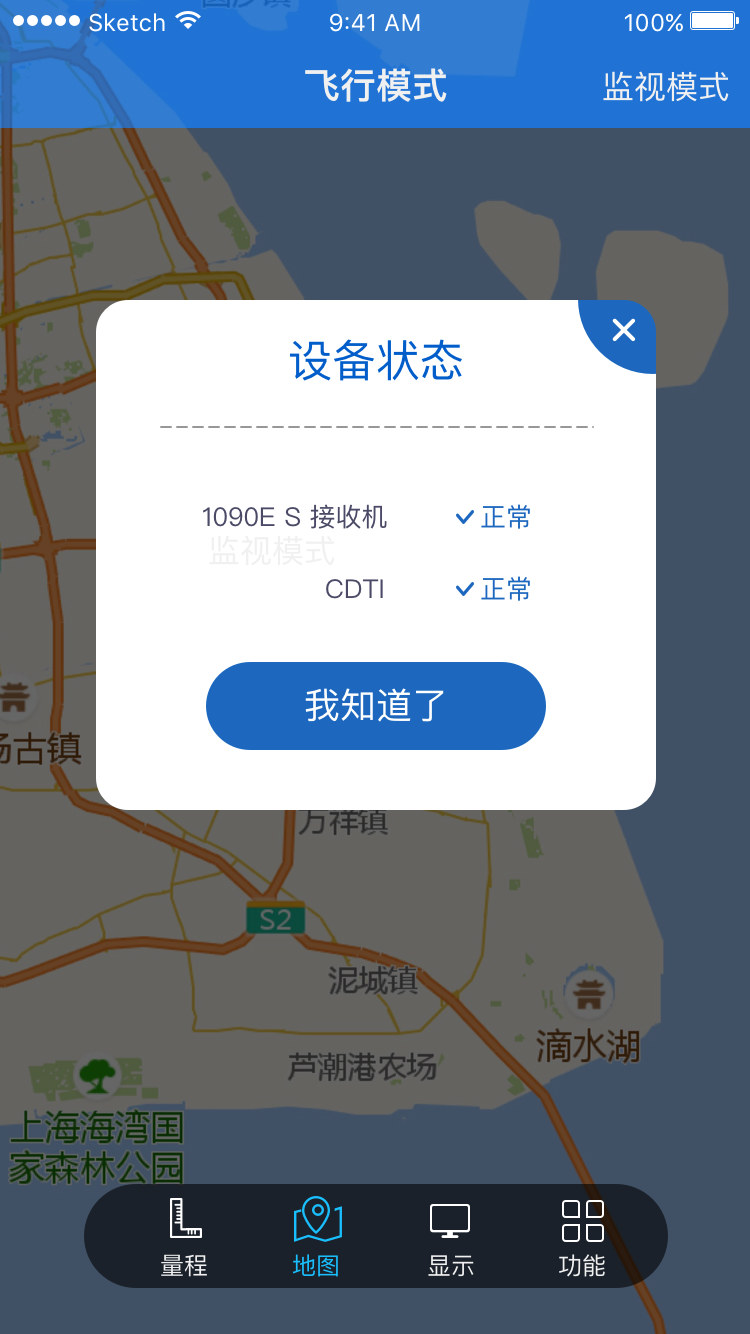 Sketch 9:41 AM 100%
飞行模式 监视模式
设备状态
1090E S 接收机 正常
监视模式
CDTI 正常
我知道了
古镇
万祥镇
S2
泥城镇
滴水湖
芦潮港农场
上海海湾国
家森林公园
量程 地图 显示 功能